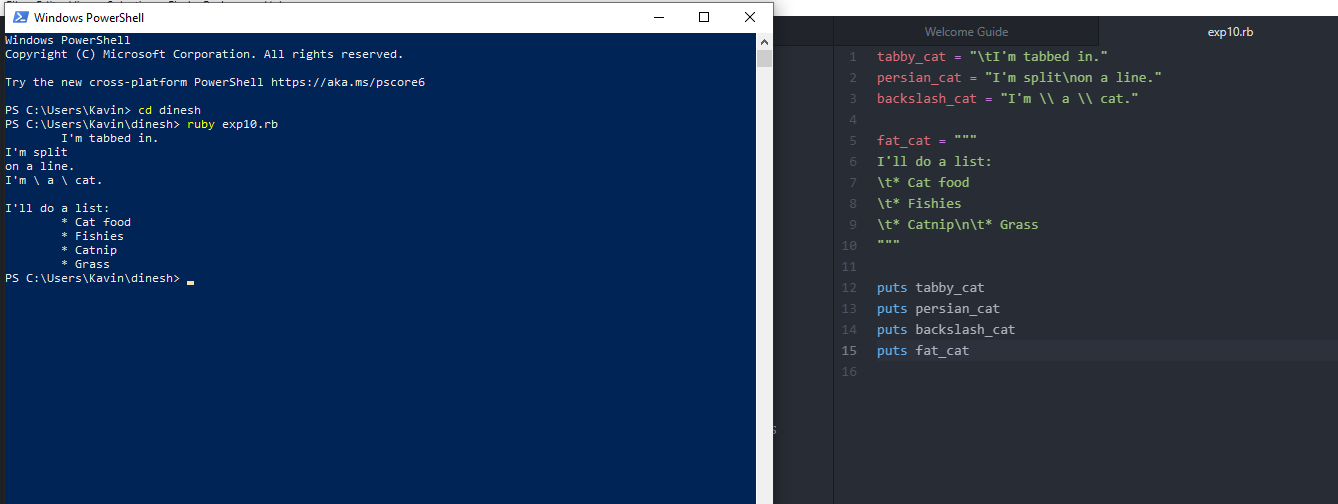 Windows PowerShell
Windows PowerShell
Copyright (C) Microsoft Corporation. All rights reserved.
Try the new cross-platform PowerShell https://aka.ms/pscore6
PS C:\Users\Kavin> cd dinesh
PS C:\Users\Kavin\dinesh> ruby exp10.rb
        I'm tabbed in.
I'm split
on a line.
I'm \ a \ cat.
I'll do a list:
        * Cat food
        * Fishies
        * Catnip
        * Grass
PS C:\Users\Kavin\dinesh>
Welcome Guide
exp10.rb
1 tabby_cat = "\tI'm tabbed in."
2 persian_cat = "I'm split\non a line."
3 backslash_cat = "I'm \\ a \\ cat."
4
5 fat_cat = """
6 I'll do a list:
7 \t* Cat food
8 \t* Fishies
9 \t* Catnip\n\t* Grass
10 """
11
12 puts tabby_cat
13 puts persian_cat
14 puts backslash_cat
15 puts fat_cat
16